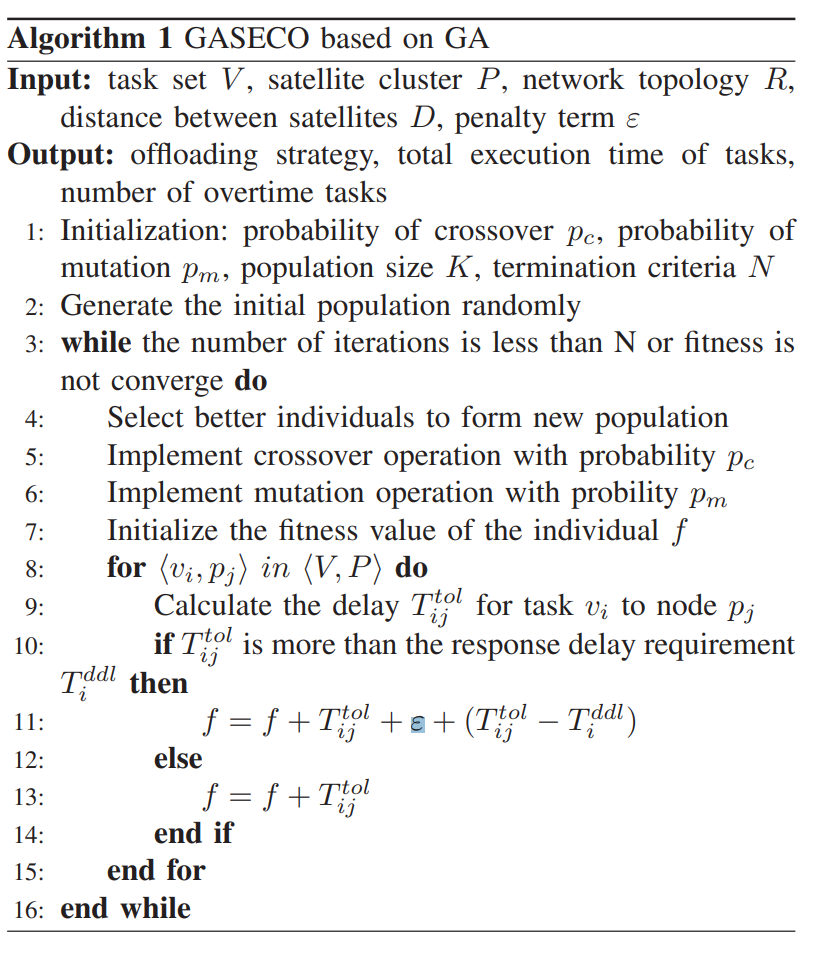 Algorithm 1 GASECO based on GA
Input: task set V, satellite cluster P, network topology R,
distance between satellites D, penalty term ε
Output: offloading strategy, total execution time of tasks,
number of overtime tasks
1: Initialization: probability of crossover p_c, probability of
mutation p_m, population size K, termination criteria N
2: Generate the initial population randomly
3: while the number of iterations is less than N or fitness is
not converge do
4: Select better individuals to form new population
5: Implement crossover operation with probability p_c
6: Implement mutation operation with probility p_m
7: Initialize the fitness value of the individual f
8: for ⟨v_i, p_j⟩ in ⟨V, P⟩ do
9: Calculate the delay T_{ij}^{tol} for task v_i to node p_j
10: if T_{ij}^{tol} is more than the response delay requirement
T_i^{ddl} then
11: f = f + T_{ij}^{tol} + ε + (T_{ij}^{tol} − T_i^{ddl})
12: else
13: f = f + T_{ij}^{tol}
14: end if
15: end for
16: end while